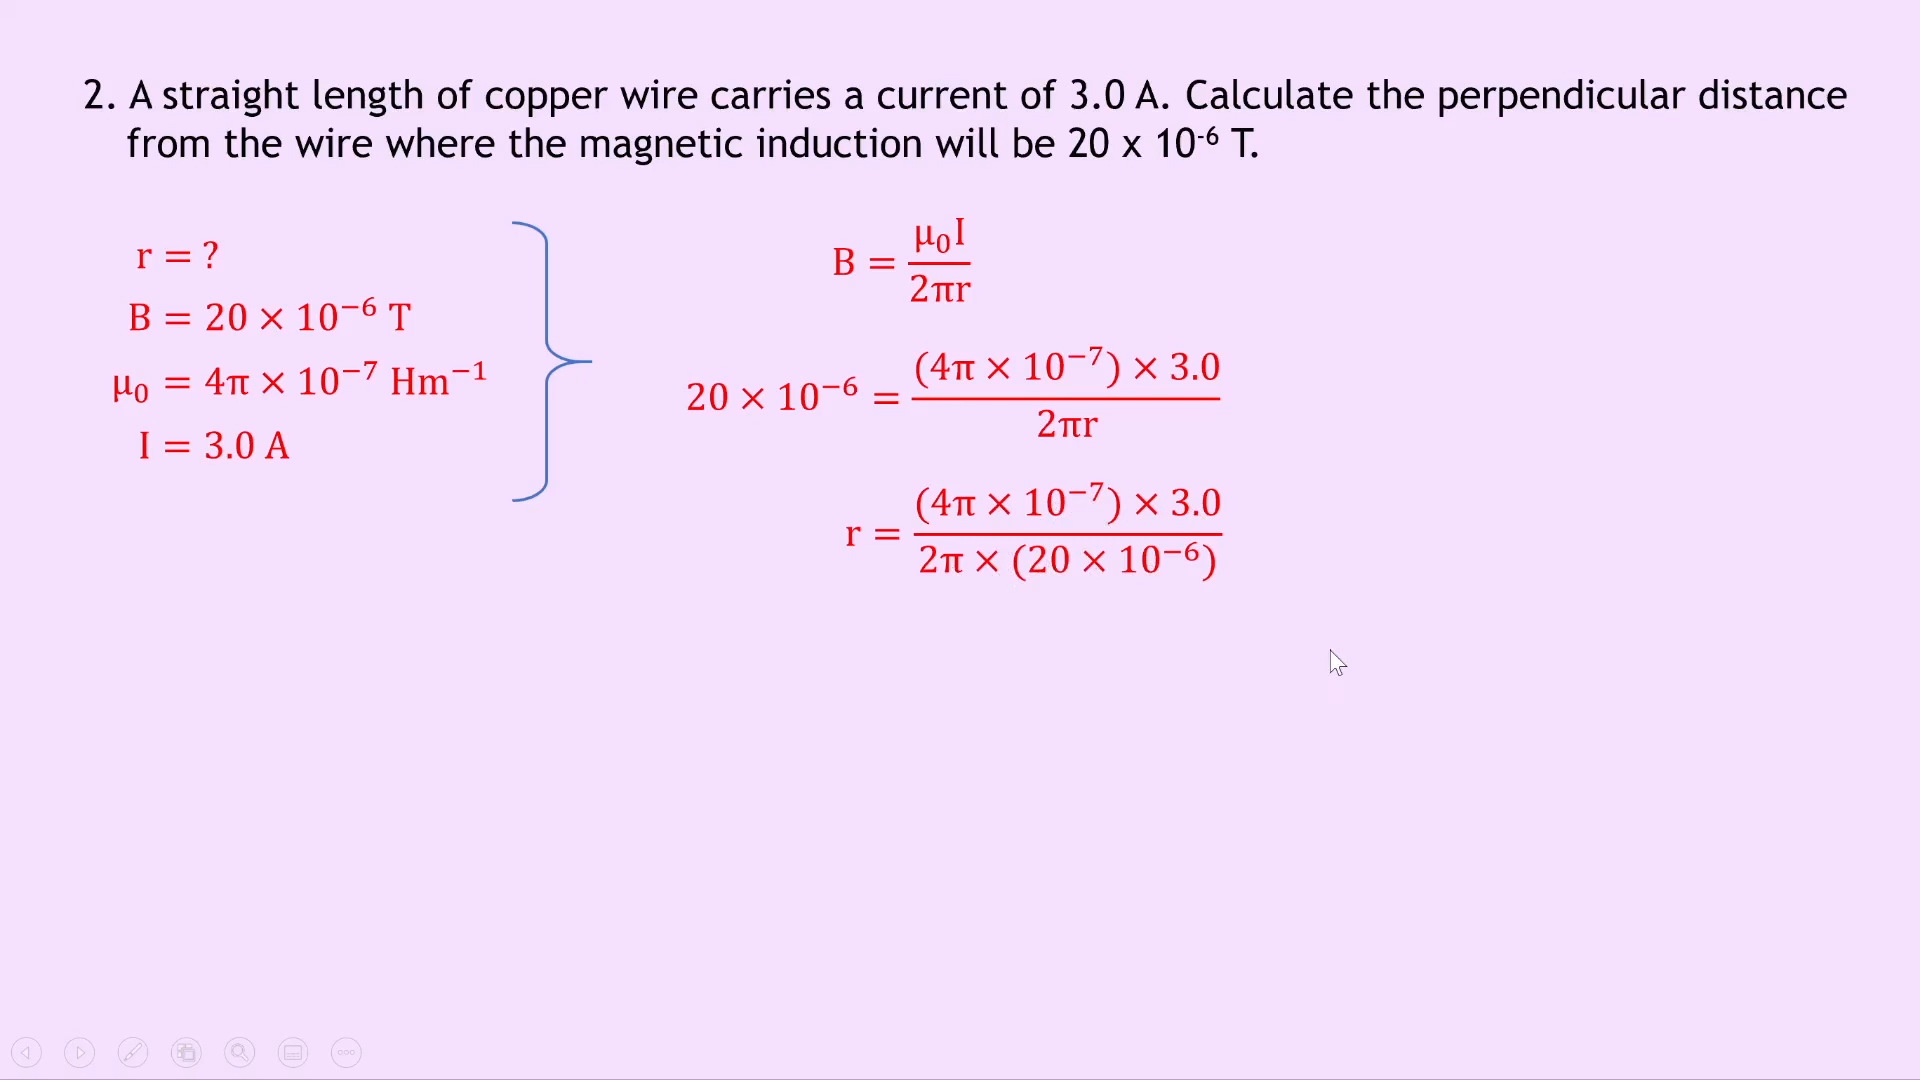 2. A straight length of copper wire carries a current of 3.0 A. Calculate the perpendicular distance
from the wire where the magnetic induction will be 20 x 10⁻⁶ T.
r = ?
B = 20 × 10⁻⁶ T
μ₀ = 4π × 10⁻⁷ Hm⁻¹
I = 3.0 A
B = μ₀I / 2πr
20 × 10⁻⁶ = (4π × 10⁻⁷) × 3.0 / 2πr
r = (4π × 10⁻⁷) × 3.0 / 2π × (20 × 10⁻⁶)